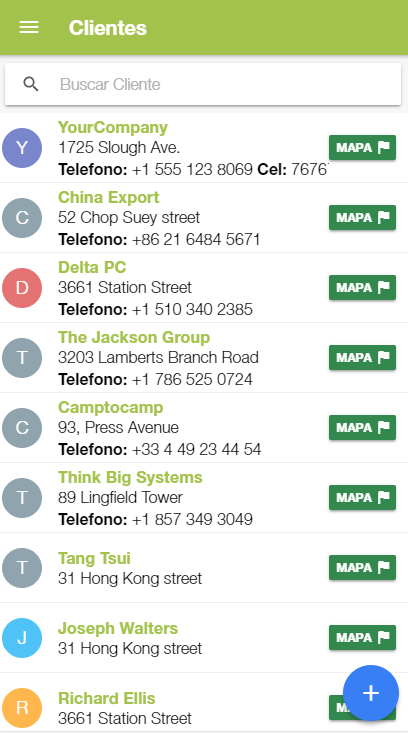 Clientes
Buscar Cliente
YourCompany
Y
1725 Slough Ave.
MAPA
Telefono: +1 555 123 8069 Cel: 7676
China Export
C
52 Chop Suey street
MAPA
Telefono: +86 21 6484 5671
Delta PC
D
3661 Station Street
MAPA
Telefono: +1 510 340 2385
The Jackson Group
T
3203 Lamberts Branch Road
MAPA
Telefono: +1 786 525 0724
Camptocamp
C
93, Press Avenue
MAPA
Telefono: +33 4 49 23 44 54
Think Big Systems
T
89 Lingfield Tower
MAPA
Telefono: +1 857 349 3049
Tang Tsui
T
31 Hong Kong street
MAPA
Joseph Walters
J
31 Hong Kong street
MAPA
Richard Ellis
R
3661 Station Street
+